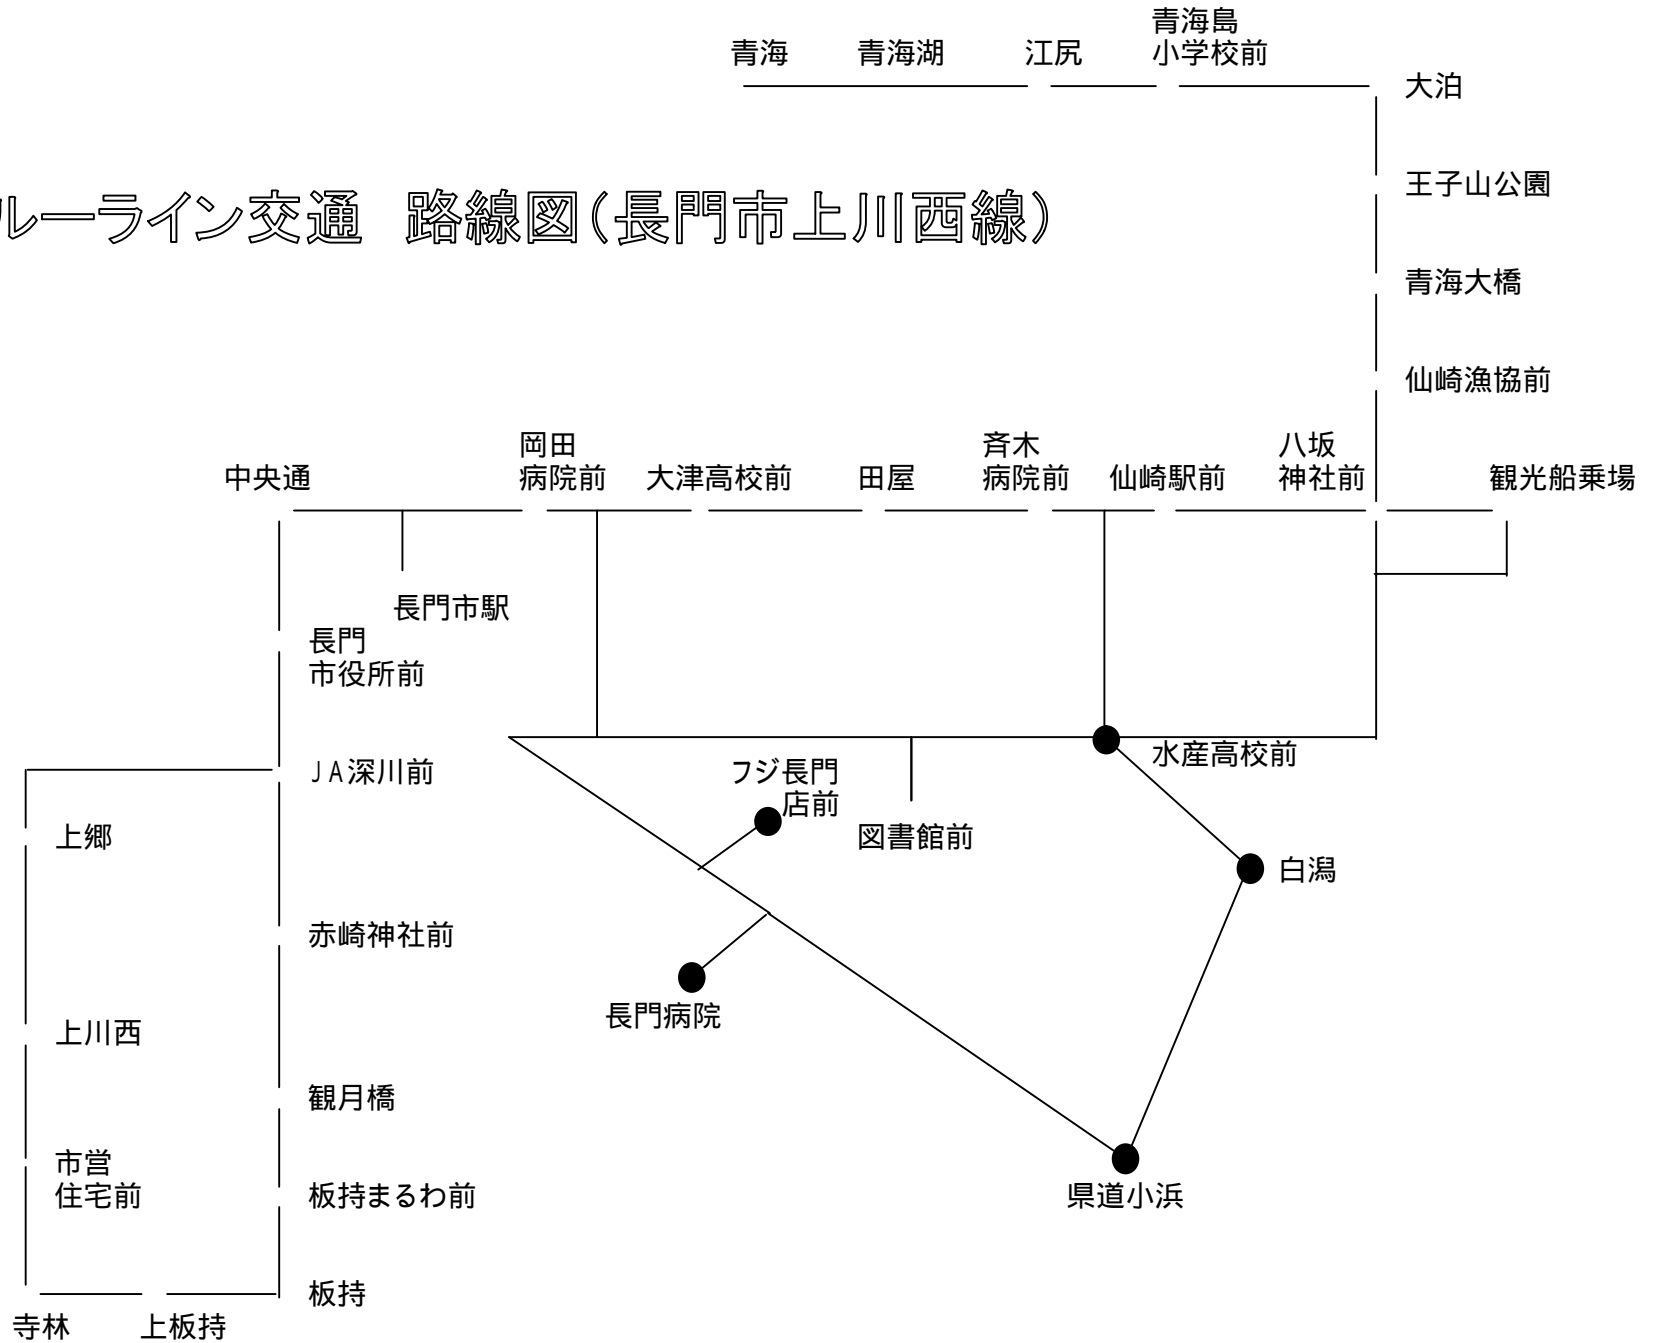 青海島
青海
青海湖
江尻
小学校前
大泊
王子山公園
ルーライン交通 路線図(長門市上川西線)
青海大橋
仙崎漁協前
中央通
岡田
病院前
大津高校前
田屋
斉木
病院前
仙崎駅前
八坂
神社前
観光船乗場
長門市駅
長門
市役所前
JA深川前
フジ長門
店前
水産高校前
図書館前
上郷
白潟
赤崎神社前
長門病院
上川西
観月橋
市営
住宅前
板持まるわ前
県道小浜
板持
寺林
上板持